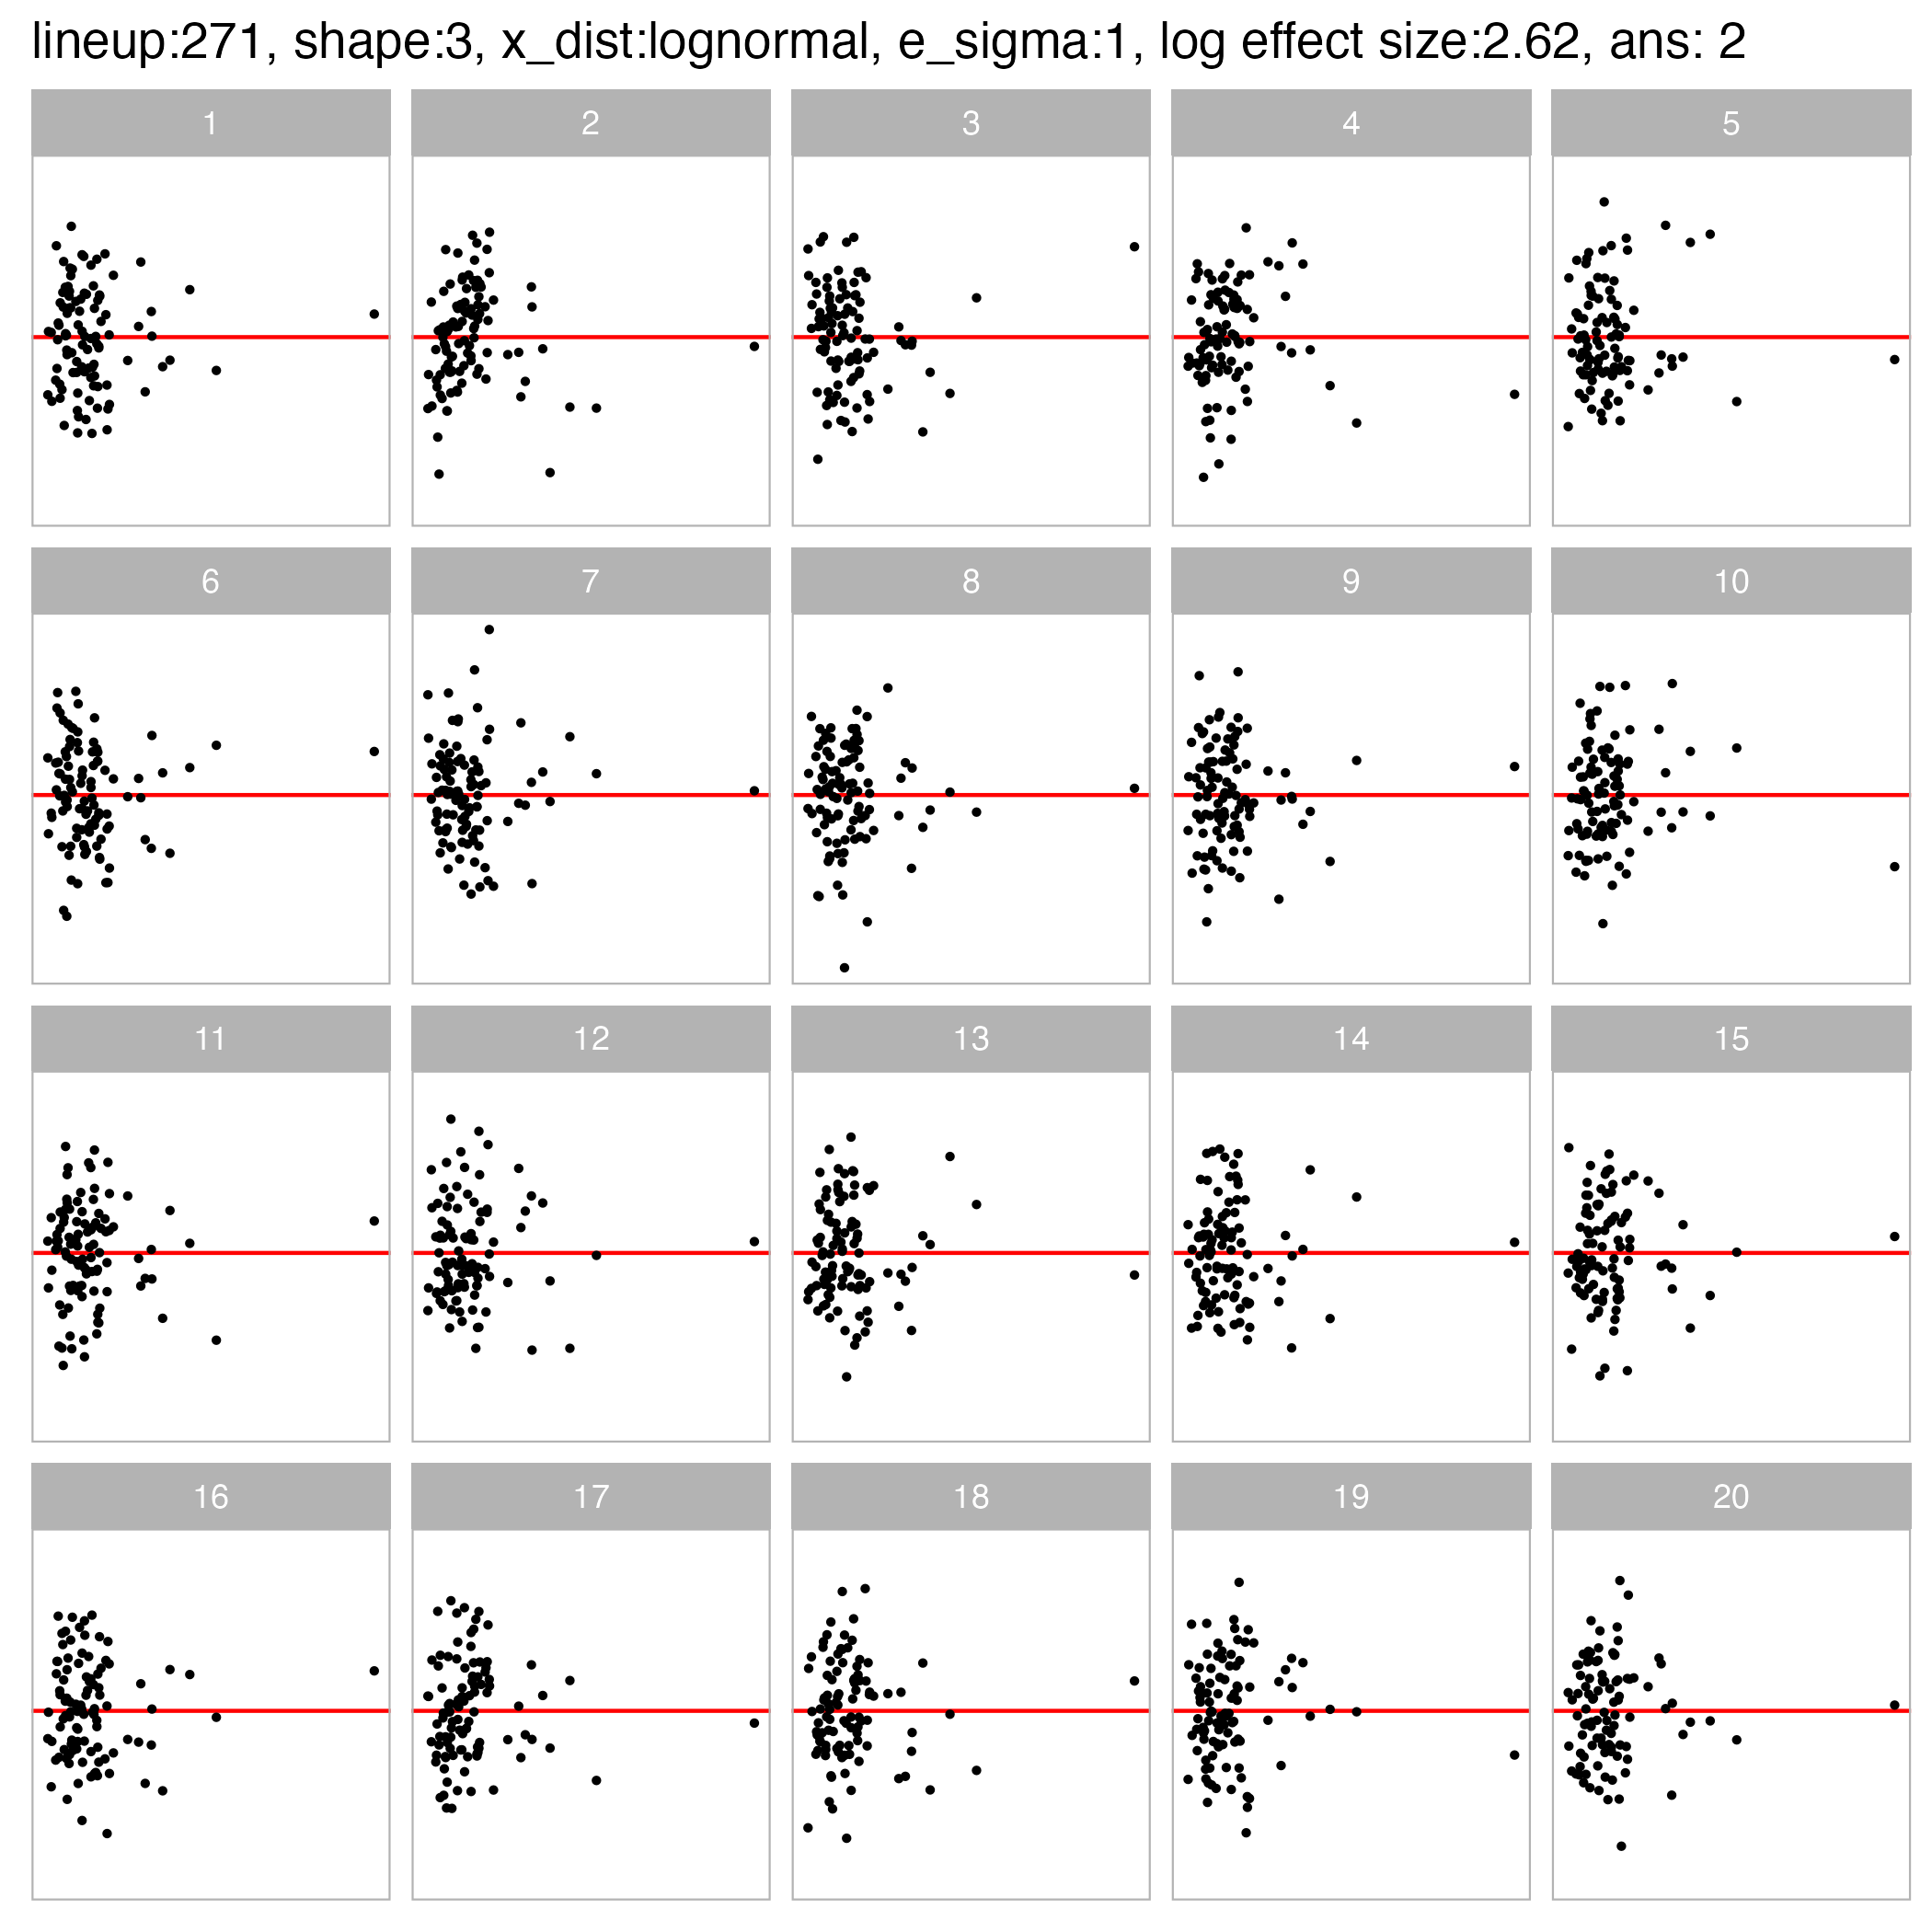 lineup:271, shape:3, x_dist:lognormal, e_sigma:1, log effect size:2.62, ans: 2
1 2 3 4 5
6 7 8 9 10
11 12 13 14 15
16 17 18 19 20